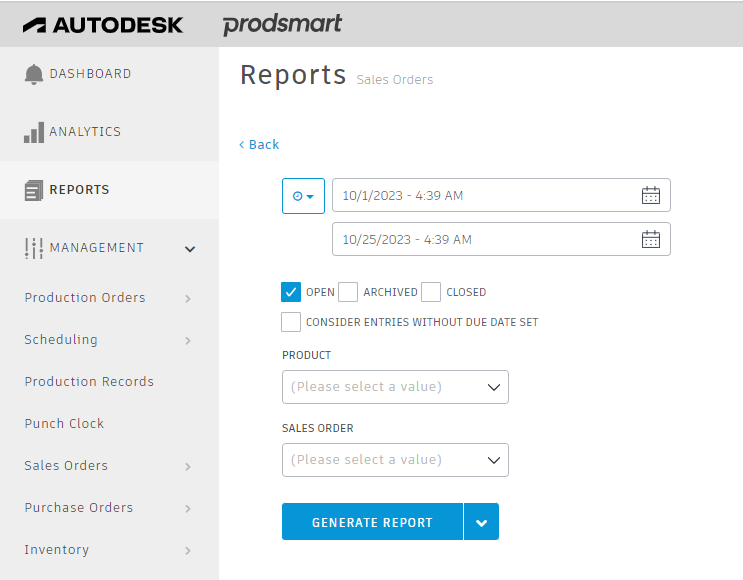 AUTODESK prodsmart
DASHBOARD
ANALYTICS
REPORTS
MANAGEMENT
Production Orders
Scheduling
Production Records
Punch Clock
Sales Orders
Purchase Orders
Inventory
Reports Sales Orders
Back
10/1/2023 - 4:39 AM
10/25/2023 - 4:39 AM
OPEN ARCHIVED CLOSED
CONSIDER ENTRIES WITHOUT DUE DATE SET
PRODUCT
(Please select a value)
SALES ORDER
(Please select a value)
GENERATE REPORT